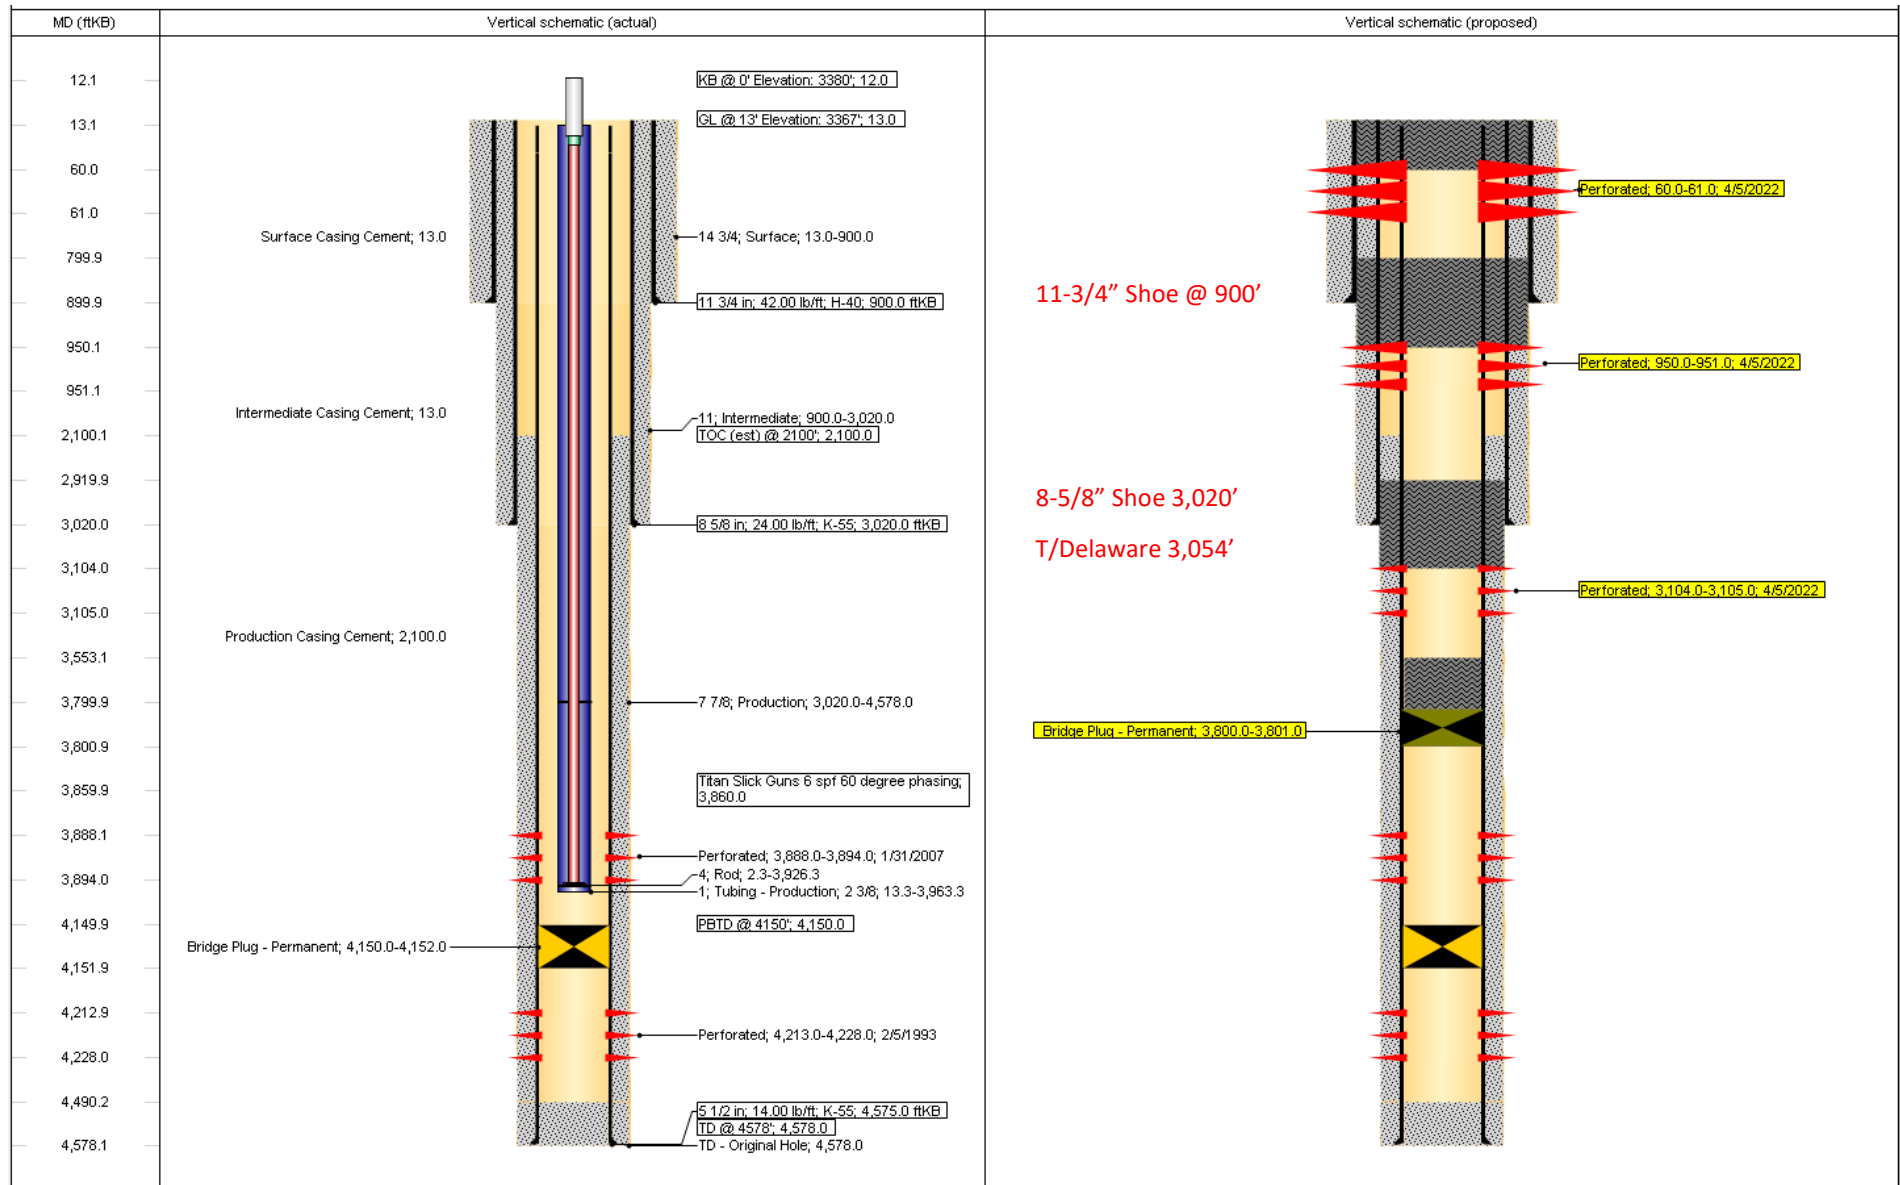 MD (ftKB)
Vertical schematic (actual)
Vertical schematic (proposed)
12.1
13.1
60.0
61.0
799.9
899.9
950.1
951.1
2,100.1
2,919.9
3,020.0
3,104.0
3,105.0
3,553.1
3,799.9
3,800.9
3,859.9
3,888.1
3,894.0
4,149.9
4,151.9
4,212.9
4,228.0
4,490.2
4,578.1
Surface Casing Cement; 13.0
Intermediate Casing Cement; 13.0
Production Casing Cement; 2,100.0
Bridge Plug - Permanent; 4,150.0-4,152.0
KB @ 0' Elevation: 3380'; 12.0
GL @ 13' Elevation: 3367'; 13.0
14 3/4; Surface; 13.0-900.0
11 3/4 in; 42.00 lb/ft; H-40; 900.0 ftKB
11; Intermediate; 900.0-3,020.0
TOC (est) @ 2100'; 2,100.0
8 5/8 in; 24.00 lb/ft; K-55; 3,020.0 ftKB
7 7/8; Production; 3,020.0-4,578.0
Titan Slick Guns 6 spf 60 degree phasing;
3,860.0
Perforated; 3,888.0-3,894.0; 1/31/2007
4; Rod; 2.3-3,926.3
1; Tubing - Production; 2 3/8; 13.3-3,963.3
PBTD @ 4150'; 4,150.0
Perforated; 4,213.0-4,228.0; 2/5/1993
5 1/2 in; 14.00 lb/ft; K-55; 4,575.0 ftKB
TD @ 4578'; 4,578.0
TD - Original Hole; 4,578.0
11-3/4” Shoe @ 900’
8-5/8” Shoe 3,020’
T/Delaware 3,054’
Bridge Plug - Permanent; 3,800.0-3,801.0
Perforated; 60.0-61.0; 4/5/2022
Perforated; 950.0-951.0; 4/5/2022
Perforated; 3,104.0-3,105.0; 4/5/2022